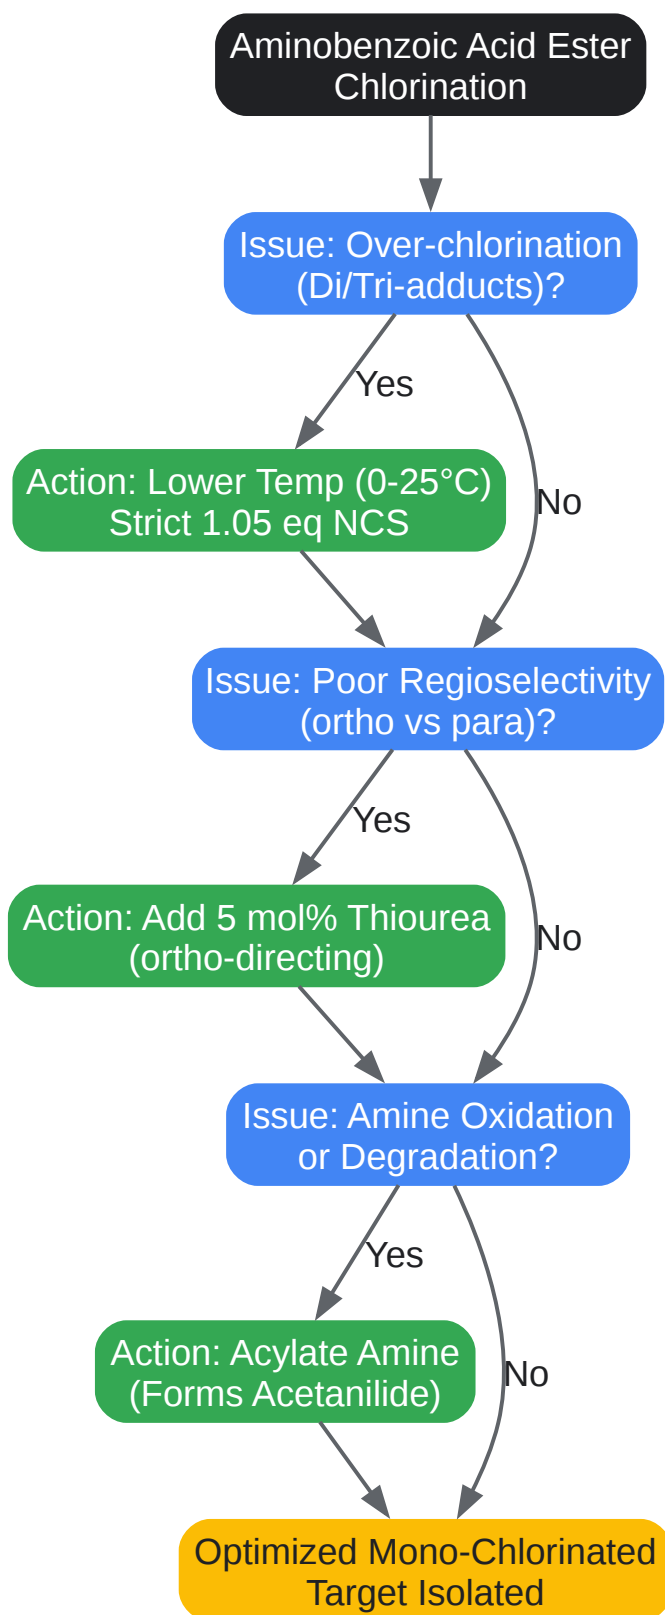 Aminobenzoic Acid Ester
Chlorination
Issue: Over-chlorination
(Di/Tri-adducts)?
Yes
Action: Lower Temp (0-25°C)
Strict 1.05 eq NCS
No
Issue: Poor Regioselectivity
(ortho vs para)?
Yes
Action: Add 5 mol% Thiourea
(ortho-directing)
No
Issue: Amine Oxidation
or Degradation?
Yes
Action: Acylate Amine
(Forms Acetanilide)
No
Optimized Mono-Chlorinated
Target Isolated